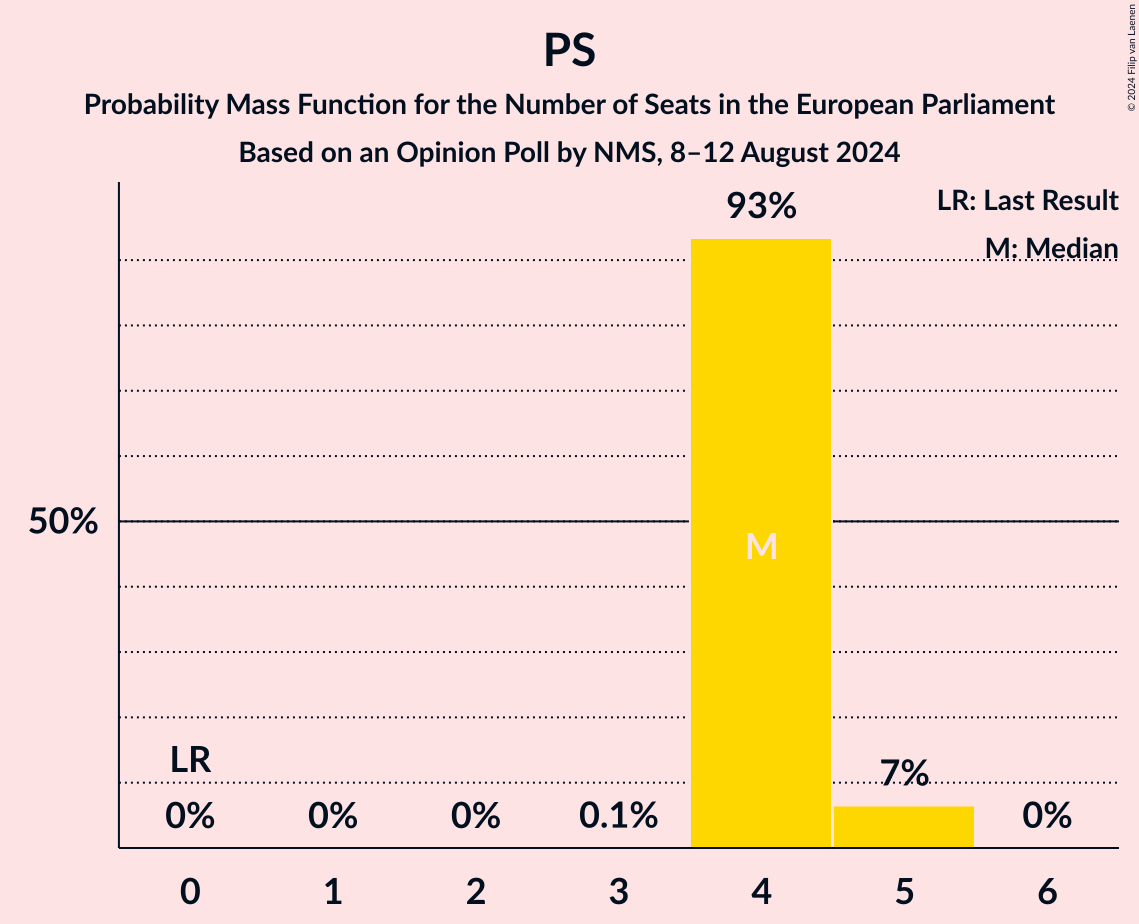 PS
Probability Mass Function for the Number of Seats in the European Parliament
Based on an Opinion Poll by NMS, 8–12 August 2024
© 2024 Filip van Laenen
LR: Last Result
M: Median
93%
50%
M
LR
7%
0% 0% 0% 0.1% 0%
0 1 2 3 4 5 6